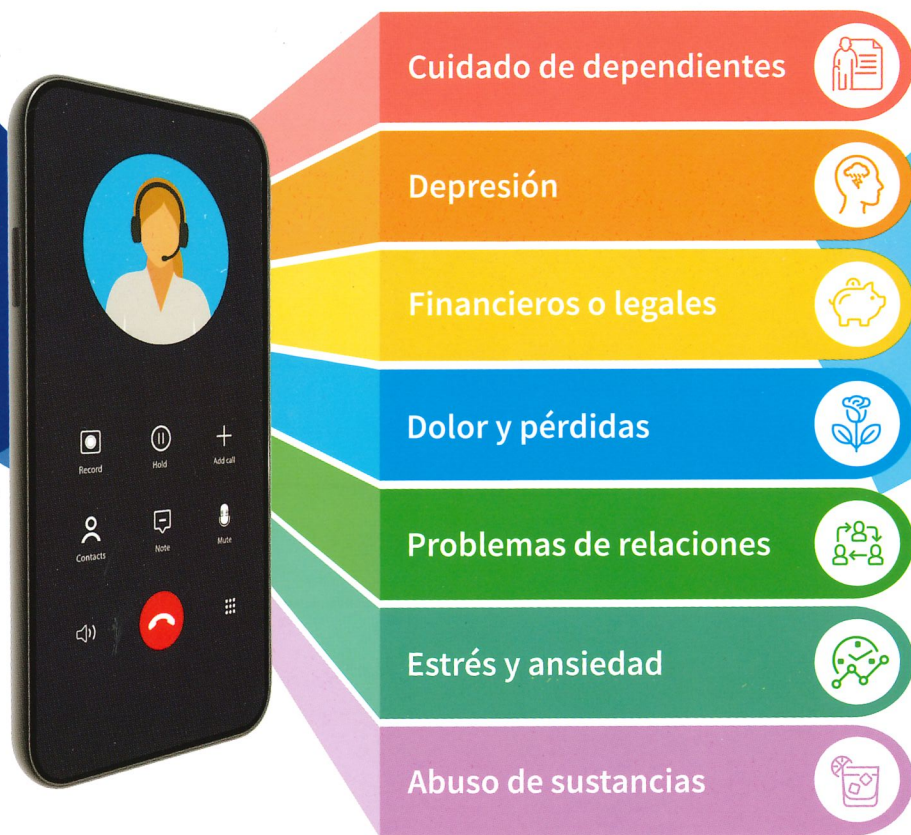 Cuidado de dependientes
Depresión
Financieros o legales
Dolor y pérdidas
Problemas de relaciones
Estrés y ansiedad
Abuso de sustancias
Record
Hold
Add call
Contacts
Note
Mute